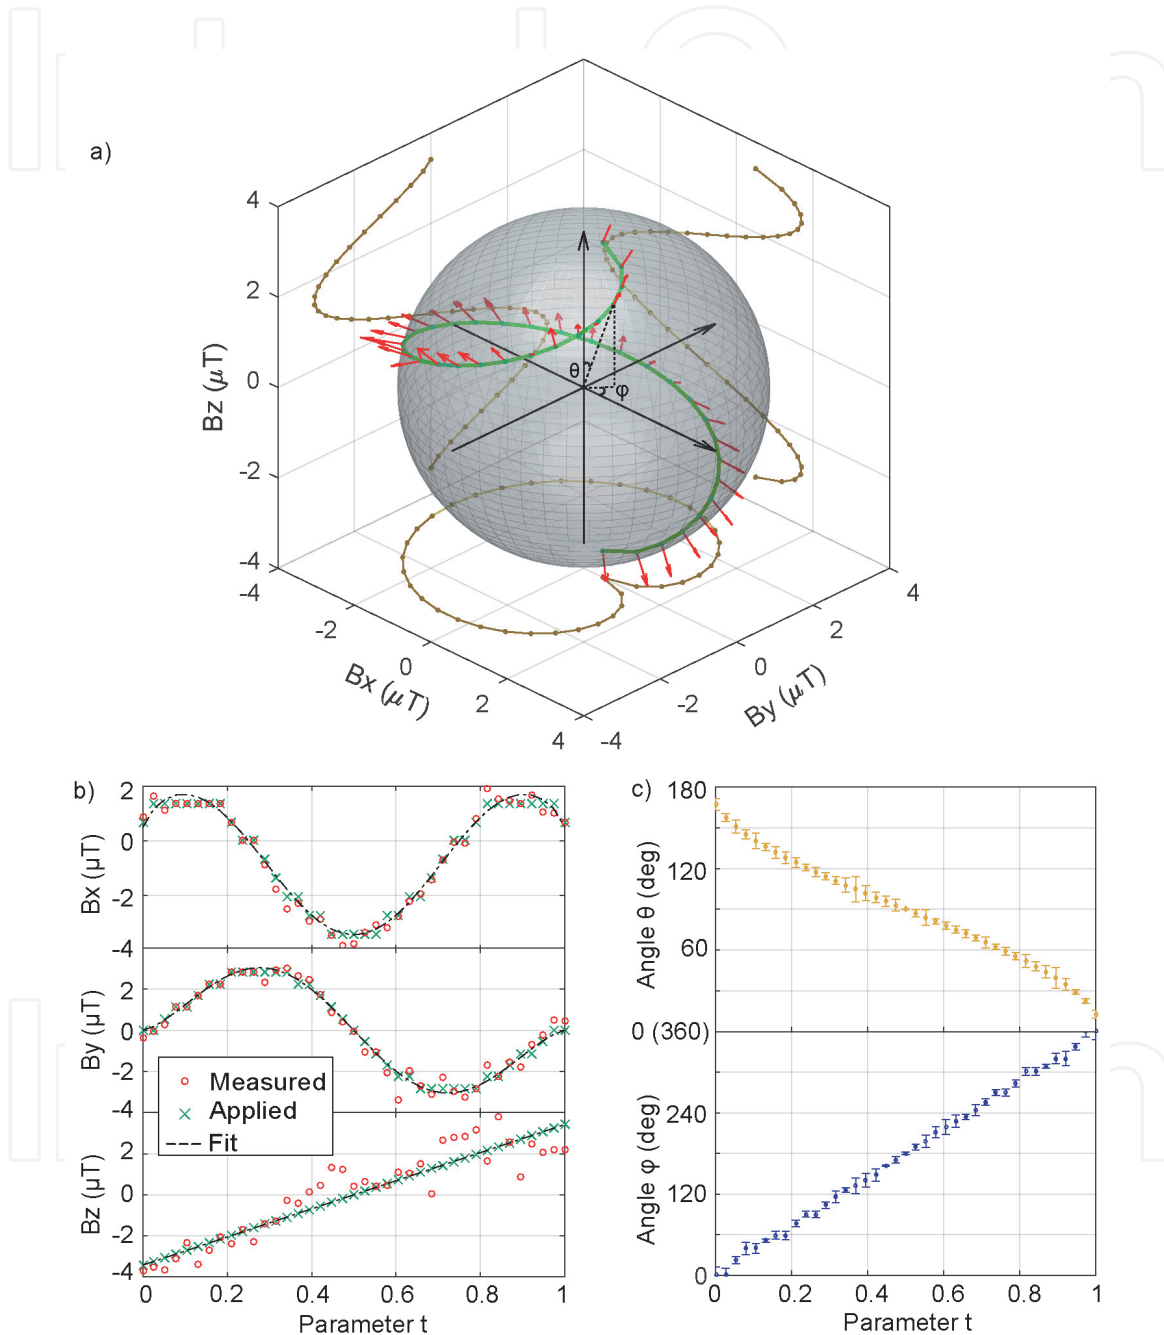 a)
4
2
0
-2
-4
Bz (μT)
θ
φ
-4
-2
0
2
4
Bx (μT)
-4
-2
0
2
4
By (μT)
b)
2
0
-2
-4
Bx (μT)
2
0
-2
-4
By (μT)
Measured
Applied
Fit
2
0
-2
-4
Bz (μT)
0 0.2 0.4 0.6 0.8 1
Parameter t
c)
180
120
60
0 (360)
Angle θ (deg)
240
120
0
Angle φ (deg)
0.2 0.4 0.6 0.8 1
Parameter t